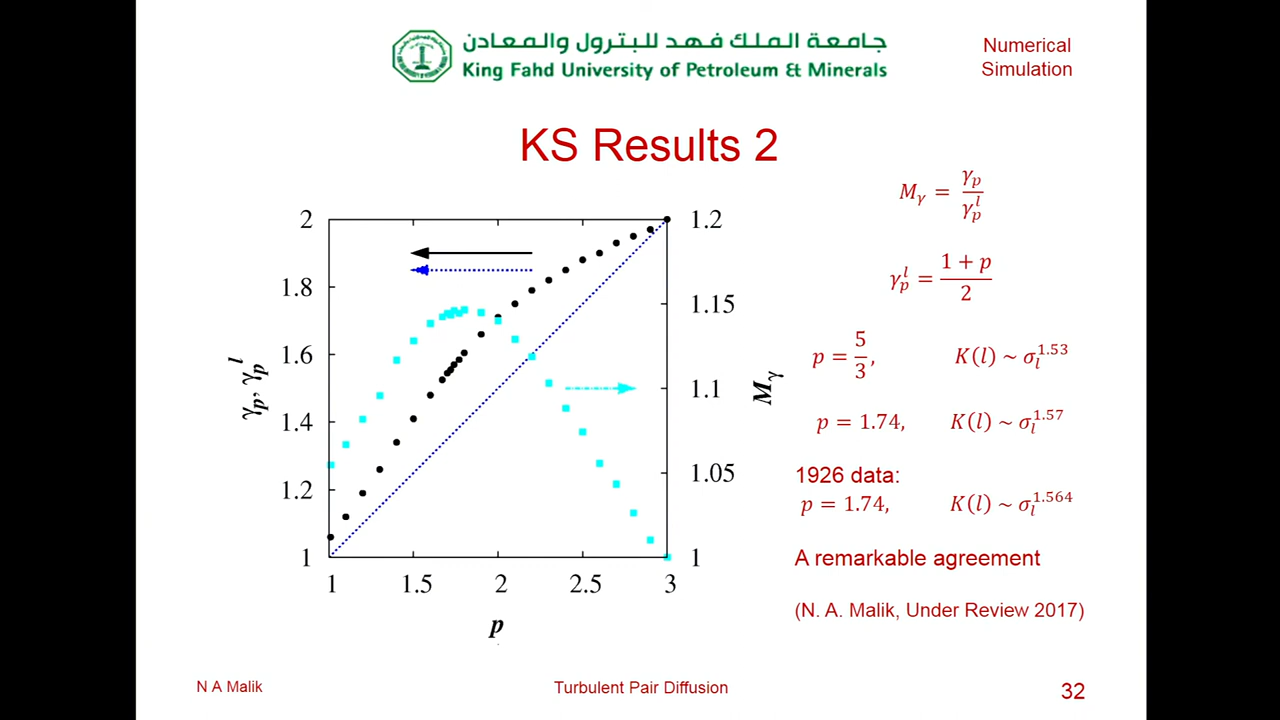 جامعة الملك فهد للبترول والمعادن
King Fahd University of Petroleum & Minerals
Numerical
Simulation
KS Results 2
M_γ = γ_p / γ_p^l
γ_p^l = (1 + p) / 2
p = 5/3, K(l) ~ σ_l^1.53
p = 1.74, K(l) ~ σ_l^1.57
1926 data:
p = 1.74, K(l) ~ σ_l^1.564
A remarkable agreement
(N. A. Malik, Under Review 2017)
2
1.8
1.6
1.4
1.2
1
γ_p, γ_p^l
1.2
1.15
1.1
1.05
1
M_γ
1 1.5 2 2.5 3
p
N A Malik
Turbulent Pair Diffusion
32